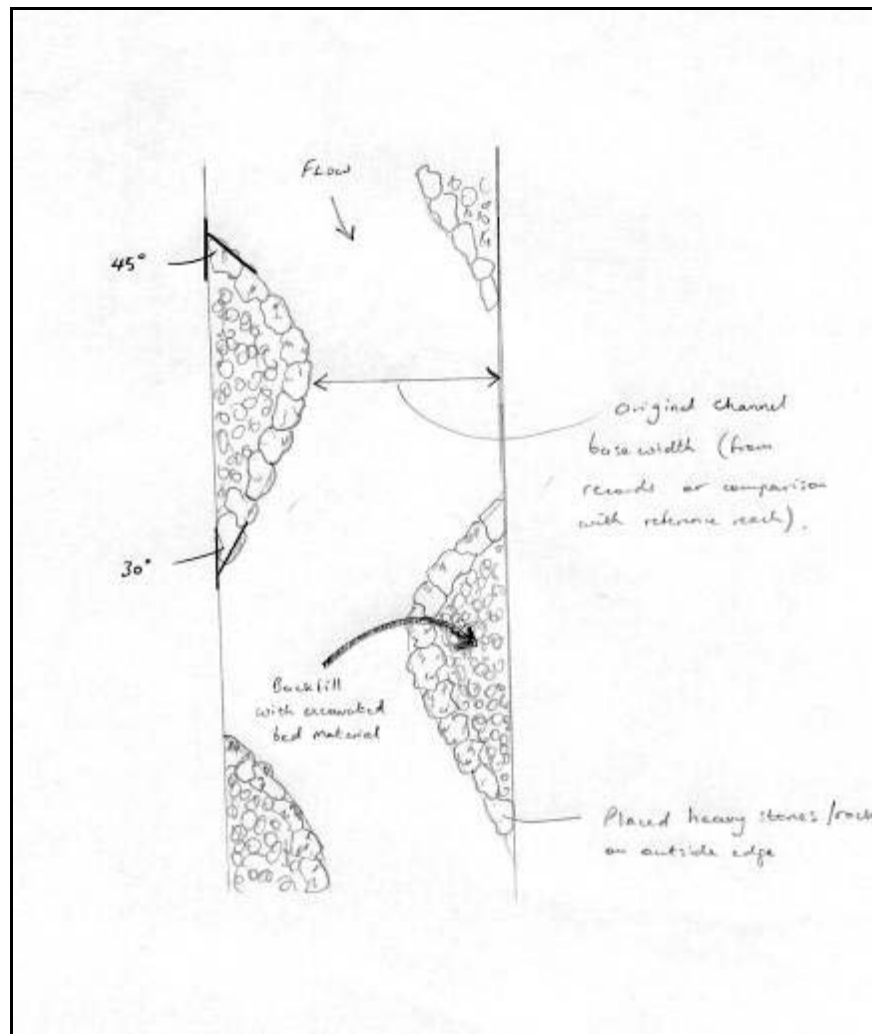 FLOW
45°
Original channel
base width (from
records or comparison
with reference reach).
30°
Backfill
with excavated
bed material
Placed heavy stones/rock
on outside edge